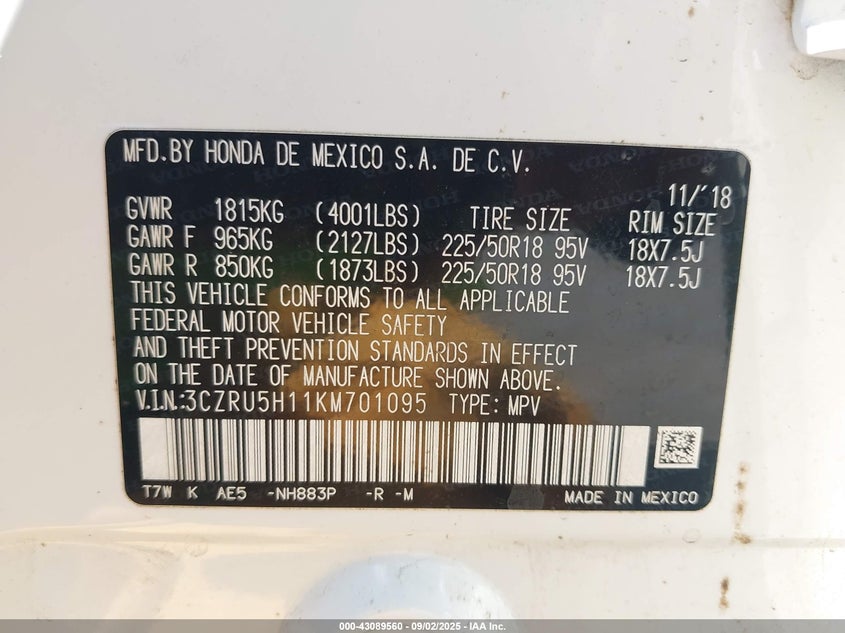 MFD.BY HONDA DE MEXICO S.A. DE C.V.
11/'18
GVWR 1815KG (4001LBS) TIRE SIZE RIM SIZE
GAWR F 965KG (2127LBS) 225/50R18 95V 18X7.5J
GAWR R 850KG (1873LBS) 225/50R18 95V 18X7.5J
THIS VEHICLE CONFORMS TO ALL APPLICABLE
FEDERAL MOTOR VEHICLE SAFETY
AND THEFT PREVENTION STANDARDS IN EFFECT
ON THE DATE OF MANUFACTURE SHOWN ABOVE.
V.I.N.:3CZRU5H11KM701095 TYPE: MPV
T7W K AE5 -NH883P -R -M MADE IN MEXICO
000-43089560 - 09/02/2025 - IAA Inc.